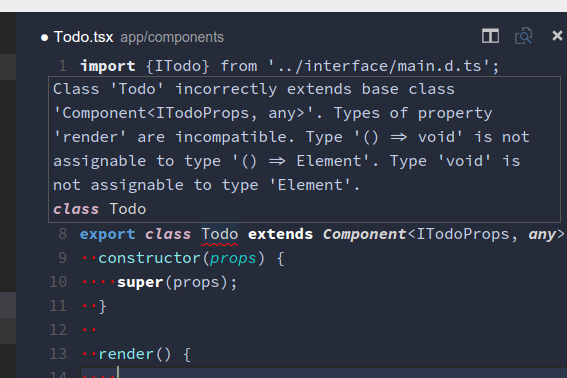 ● Todo.tsx app/components
1 import {ITodo} from '../interface/main.d.ts';
Class 'Todo' incorrectly extends base class
'Component<ITodoProps, any>'. Types of property
'render' are incompatible. Type '() => void' is not
assignable to type '() => Element'. Type 'void' is
not assignable to type 'Element'.
class Todo
8 export class Todo extends Component<ITodoProps, any>
9 ··constructor(props) {
10 ····super(props);
11 ··}
12 ··
13 ··render() {
14 ····